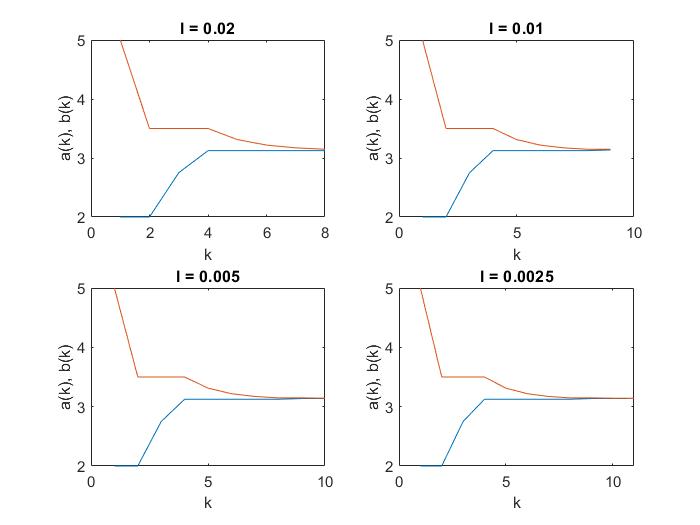 l = 0.02
5
4
3
2
0
2
4
6
8
k
a(k), b(k)
l = 0.01
5
4
3
2
0
5
10
k
a(k), b(k)
l = 0.005
5
4
3
2
0
5
10
k
a(k), b(k)
l = 0.0025
5
4
3
2
0
5
10
k
a(k), b(k)